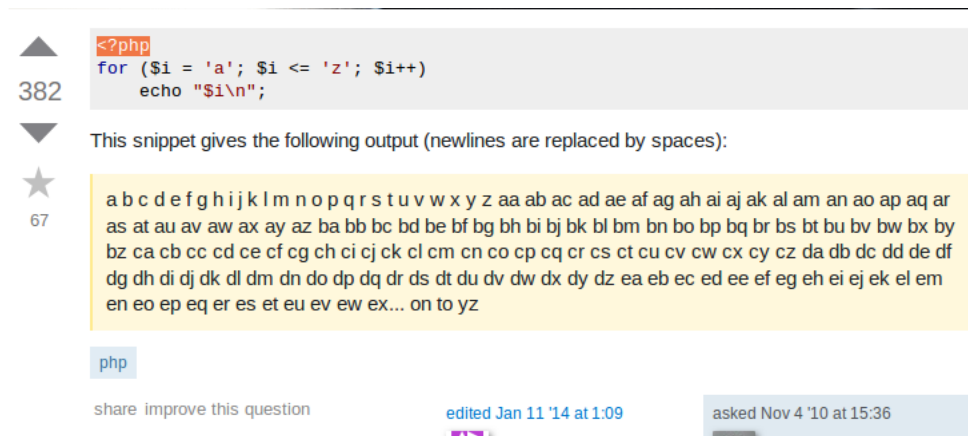 <?php
for ($i = 'a'; $i <= 'z'; $i++)
    echo "$i\n";
382
This snippet gives the following output (newlines are replaced by spaces):
67
a b c d e f g h i j k l m n o p q r s t u v w x y z aa ab ac ad ae af ag ah ai aj ak al am an ao ap aq ar
as at au av aw ax ay az ba bb bc bd be bf bg bh bi bj bk bl bm bn bo bp bq br bs bt bu bv bw bx by
bz ca cb cc cd ce cf cg ch ci cj ck cl cm cn co cp cq cr cs ct cu cv cw cx cy cz da db dc dd de df
dg dh di dj dk dl dm dn do dp dq dr ds dt du dv dw dx dy dz ea eb ec ed ee ef eg eh ei ej ek el em
en eo ep eq er es et eu ev ew ex... on to yz
php
share improve this question
edited Jan 11 '14 at 1:09
asked Nov 4 '10 at 15:36